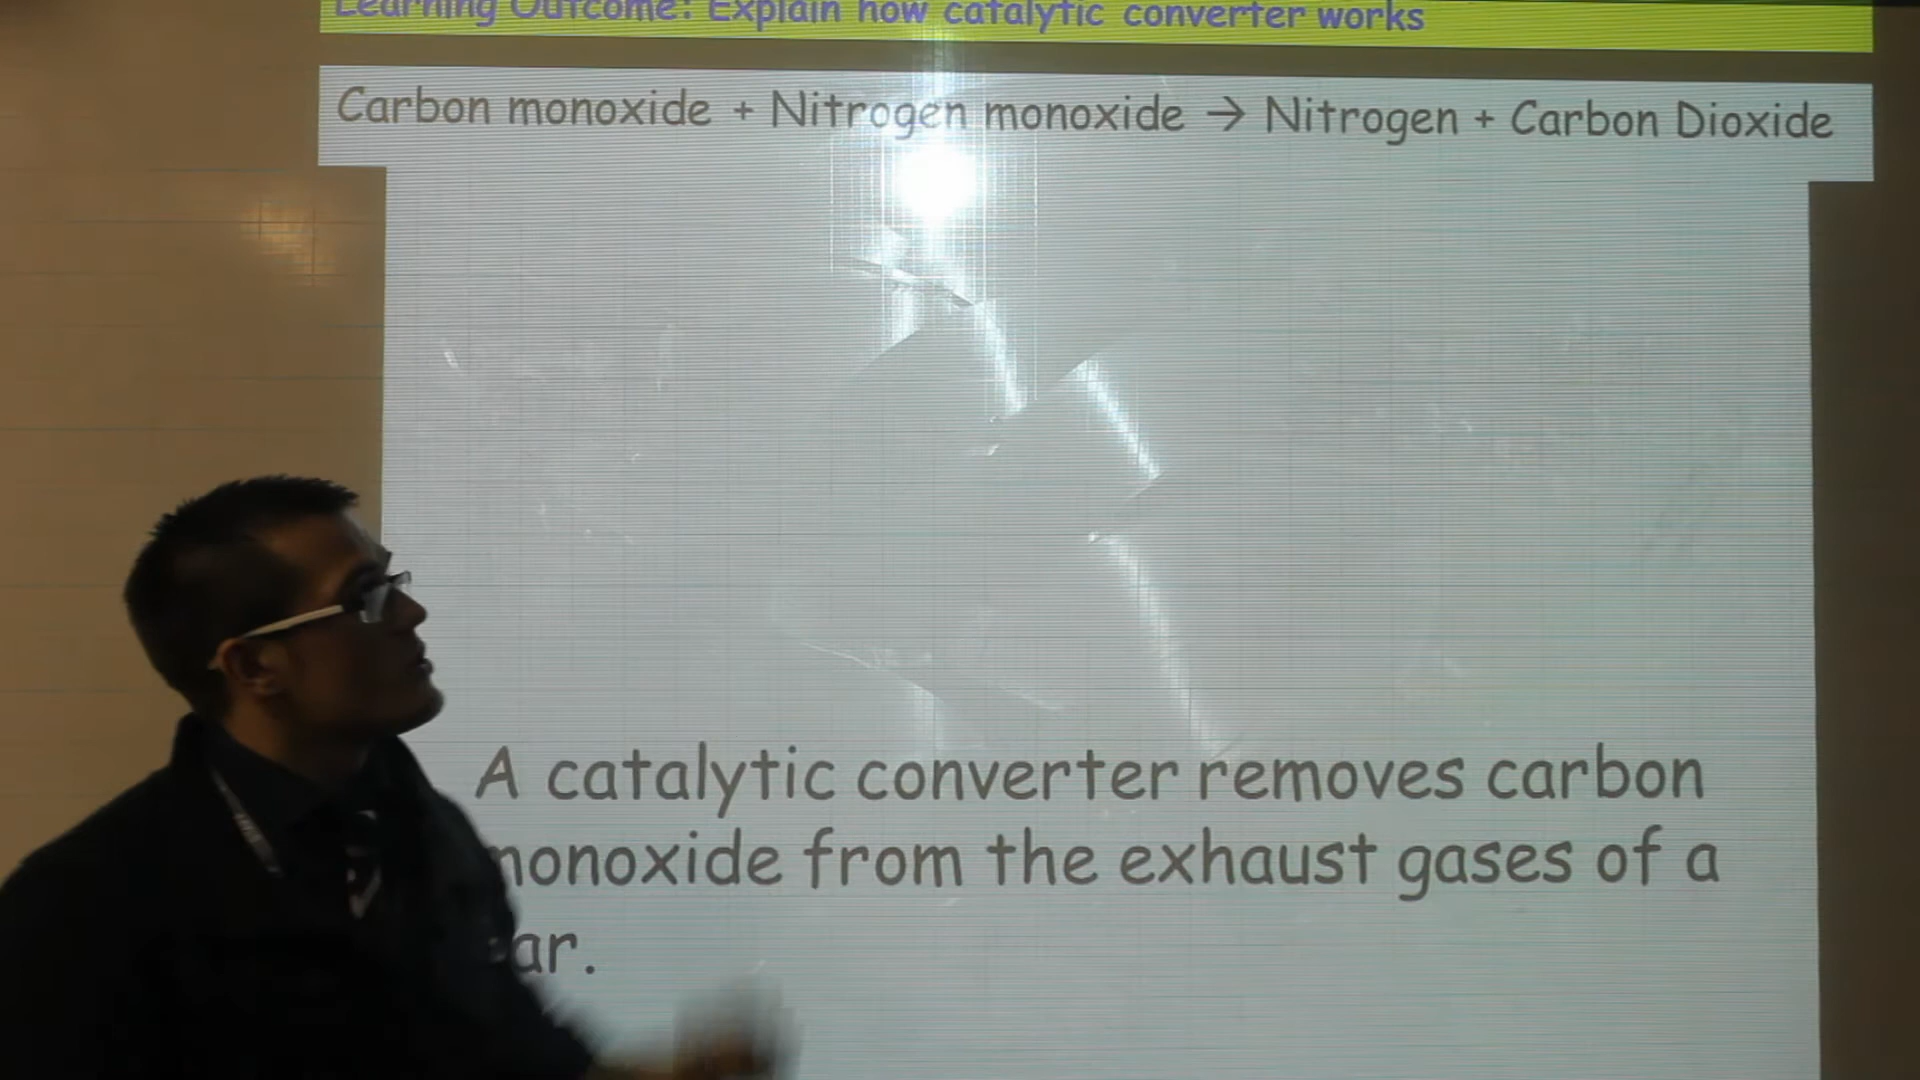 Learning Outcome: Explain how catalytic converter works
Carbon monoxide + Nitrogen monoxide → Nitrogen + Carbon Dioxide
A catalytic converter removes carbon
monoxide from the exhaust gases of a
car.